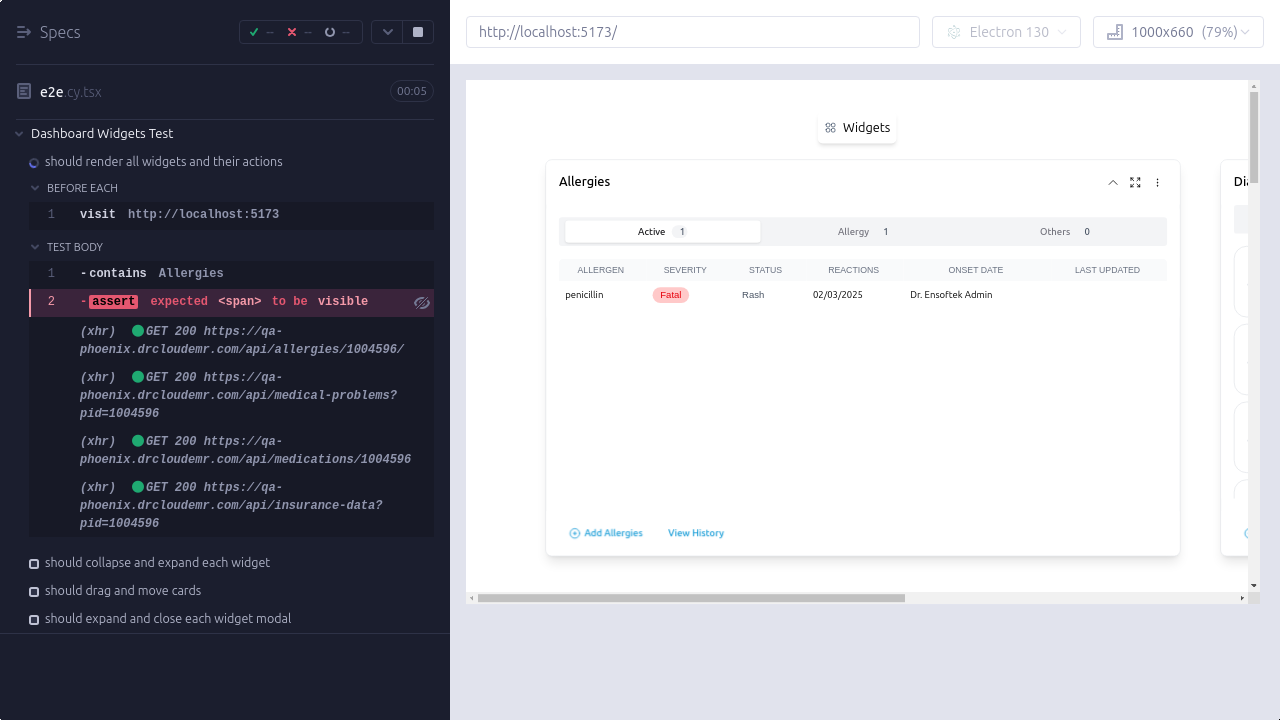 Specs
--
--
--
http://localhost:5173/
Electron 130
1000x660 (79%)
e2e.cy.tsx
00:05
Dashboard Widgets Test
should render all widgets and their actions
BEFORE EACH
1 visit http://localhost:5173
TEST BODY
1 -contains Allergies
2 -assert expected <span> to be visible
(xhr) GET 200 https://qa-
phoenix.drcloudemr.com/api/allergies/1004596/
(xhr) GET 200 https://qa-
phoenix.drcloudemr.com/api/medical-problems?
pid=1004596
(xhr) GET 200 https://qa-
phoenix.drcloudemr.com/api/medications/1004596
(xhr) GET 200 https://qa-
phoenix.drcloudemr.com/api/insurance-data?
pid=1004596
should collapse and expand each widget
should drag and move cards
should expand and close each widget modal
Widgets
Allergies
Active 1 Allergy 1 Others 0
ALLERGEN SEVERITY STATUS REACTIONS ONSET DATE LAST UPDATED
penicillin Fatal Rash 02/03/2025 Dr. Ensoftek Admin
Add Allergies View History